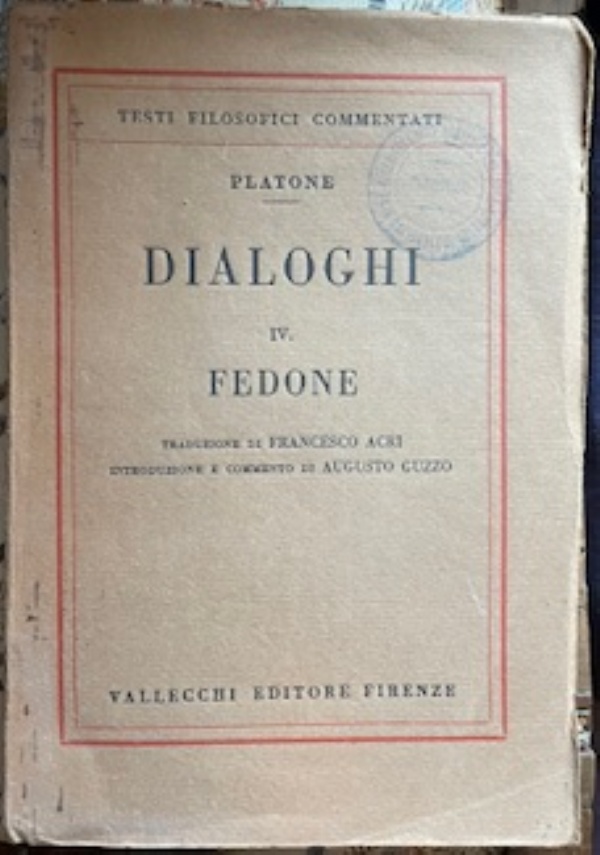 TESTI FILOSOFICI COMMENTATI
PLATONE
DIALOGHI
IV.
FEDONE
TRADUZIONE DI FRANCESCO ACRI
INTRODUZIONE E COMMENTO DI AUGUSTO GUZZO
VALLECCHI EDITORE FIRENZE